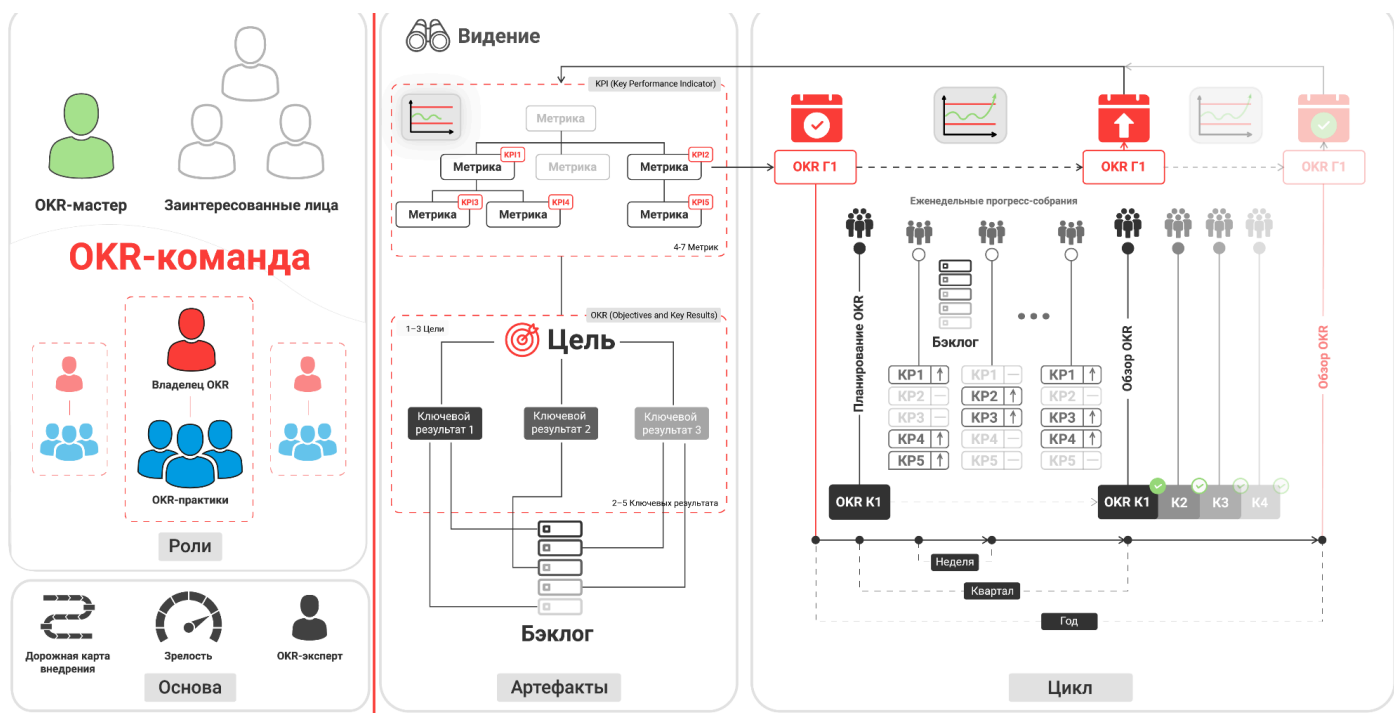 OKR-мастер
Заинтересованные лица
OKR-команда
Владелец OKR
OKR-практики
Роли
Дорожная карта
внедрения
Зрелость
OKR-эксперт
Основа
Видение
KPI (Key Performance Indicator)
Метрика
Метрика
KPI1
Метрика
Метрика
KPI2
Метрика
KPI3
Метрика
KPI4
Метрика
KPI5
4-7 Метрик
OKR (Objectives and Key Results)
1–3 Цели
Цель
Ключевой
результат 1
Ключевой
результат 2
Ключевой
результат 3
2–5 Ключевых результата
Бэклог
Артефакты
OKR Г1
OKR Г1
OKR Г1
Еженедельные прогресс-собрания
Планирование OKR
Бэклог
Обзор OKR
Обзор OKR
КР1
КР2
КР3
КР4
КР5
КР1
КР2
КР3
КР4
КР5
КР1
КР2
КР3
КР4
КР5
OKR К1
OKR К1
К2
К3
К4
Неделя
Квартал
Год
Цикл